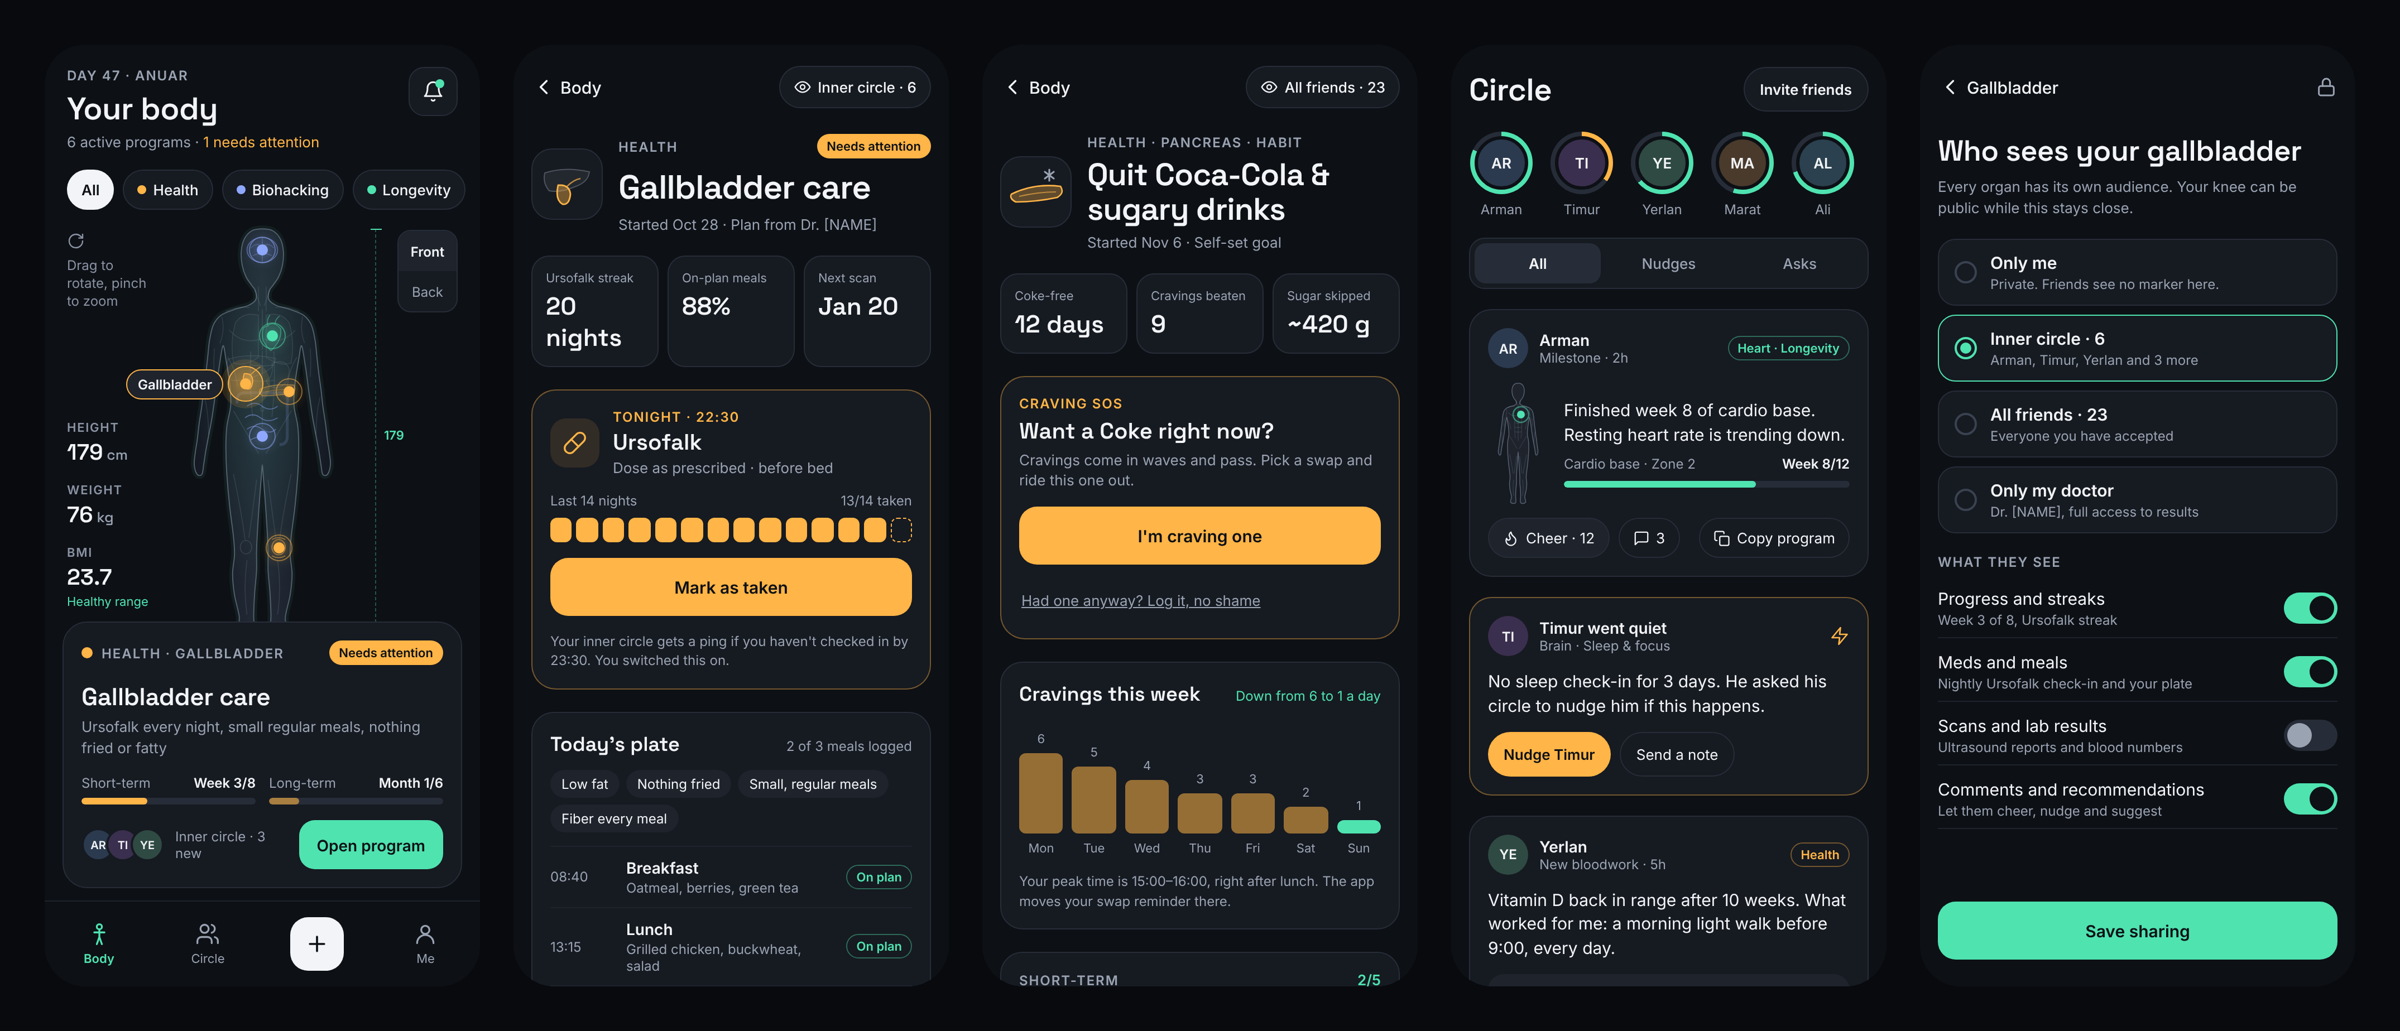 DAY 47 · ANUAR
Your body
6 active programs · 1 needs attention
All
Health
Biohacking
Longevity
Drag to
rotate, pinch
to zoom
Front
Back
Gallbladder
HEIGHT
179 cm
179
WEIGHT
76 kg
BMI
23.7
Healthy range
HEALTH · GALLBLADDER
Needs attention
Gallbladder care
Ursofalk every night, small regular meals, nothing
fried or fatty
Short-term
Week 3/8
Long-term
Month 1/6
AR
TI
YE
Inner circle · 3
new
Open program
Body
Circle
+
Me
Body
Inner circle · 6
HEALTH
Needs attention
Gallbladder care
Started Oct 28 · Plan from Dr. [NAME]
Ursofalk streak
20
nights
On-plan meals
88%
Next scan
Jan 20
TONIGHT · 22:30
Ursofalk
Dose as prescribed · before bed
Last 14 nights
13/14 taken
Mark as taken
Your inner circle gets a ping if you haven't checked in by
23:30. You switched this on.
Today's plate
2 of 3 meals logged
Low fat
Nothing fried
Small, regular meals
Fiber every meal
08:40
Breakfast
Oatmeal, berries, green tea
On plan
13:15
Lunch
Grilled chicken, buckwheat,
salad
On plan
Body
All friends · 23
HEALTH · PANCREAS · HABIT
Quit Coca-Cola &
sugary drinks
Started Nov 6 · Self-set goal
Coke-free
12 days
Cravings beaten
9
Sugar skipped
~420 g
CRAVING SOS
Want a Coke right now?
Cravings come in waves and pass. Pick a swap and
ride this one out.
I'm craving one
Had one anyway? Log it, no shame
Cravings this week
Down from 6 to 1 a day
6
5
4
3
3
2
1
Mon
Tue
Wed
Thu
Fri
Sat
Sun
Your peak time is 15:00–16:00, right after lunch. The app
moves your swap reminder there.
SHORT-TERM
2/5
Circle
Invite friends
AR
TI
YE
MA
AL
Arman
Timur
Yerlan
Marat
Ali
All
Nudges
Asks
AR
Arman
Milestone · 2h
Heart · Longevity
Finished week 8 of cardio base.
Resting heart rate is trending down.
Cardio base · Zone 2
Week 8/12
Cheer · 12
3
Copy program
TI
Timur went quiet
Brain · Sleep & focus
No sleep check-in for 3 days. He asked his
circle to nudge him if this happens.
Nudge Timur
Send a note
YE
Yerlan
New bloodwork · 5h
Health
Vitamin D back in range after 10 weeks. What
worked for me: a morning light walk before
9:00, every day.
Gallbladder
Who sees your gallbladder
Every organ has its own audience. Your knee can be
public while this stays close.
Only me
Private. Friends see no marker here.
Inner circle · 6
Arman, Timur, Yerlan and 3 more
All friends · 23
Everyone you have accepted
Only my doctor
Dr. [NAME], full access to results
WHAT THEY SEE
Progress and streaks
Week 3 of 8, Ursofalk streak
Meds and meals
Nightly Ursofalk check-in and your plate
Scans and lab results
Ultrasound reports and blood numbers
Comments and recommendations
Let them cheer, nudge and suggest
Save sharing